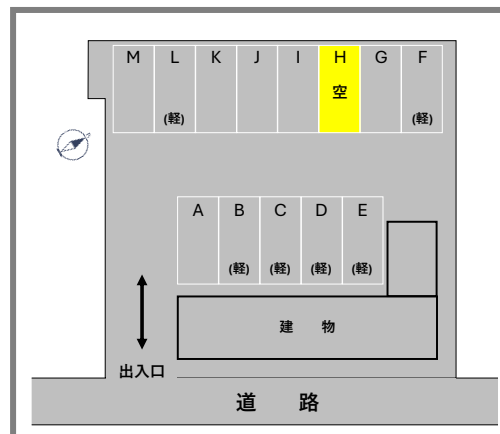 M L K J I H G F
空
(軽) (軽)
A B C D E
(軽) (軽) (軽) (軽)
建 物
出入口
道 路